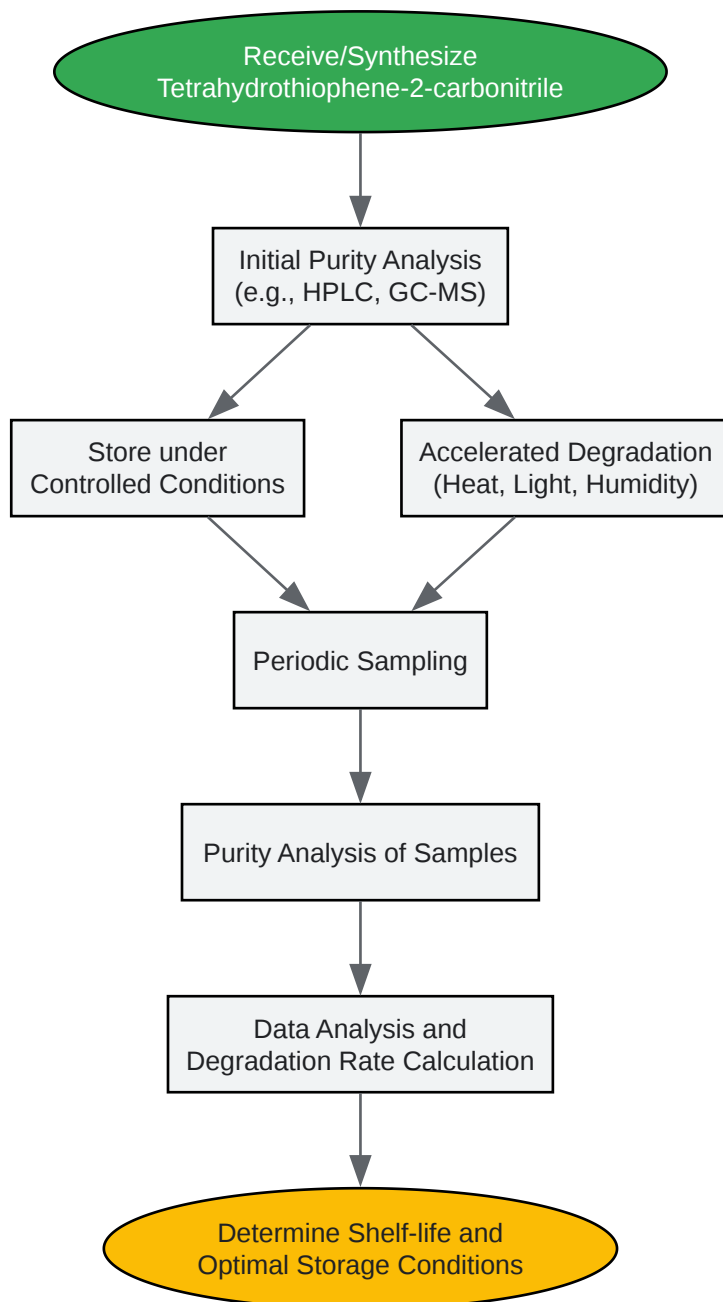 Receive/Synthesize
Tetrahydrothiophene-2-carbonitrile
Initial Purity Analysis
(e.g., HPLC, GC-MS)
Store under
Controlled Conditions
Accelerated Degradation
(Heat, Light, Humidity)
Periodic Sampling
Purity Analysis of Samples
Data Analysis and
Degradation Rate Calculation
Determine Shelf-life and
Optimal Storage Conditions